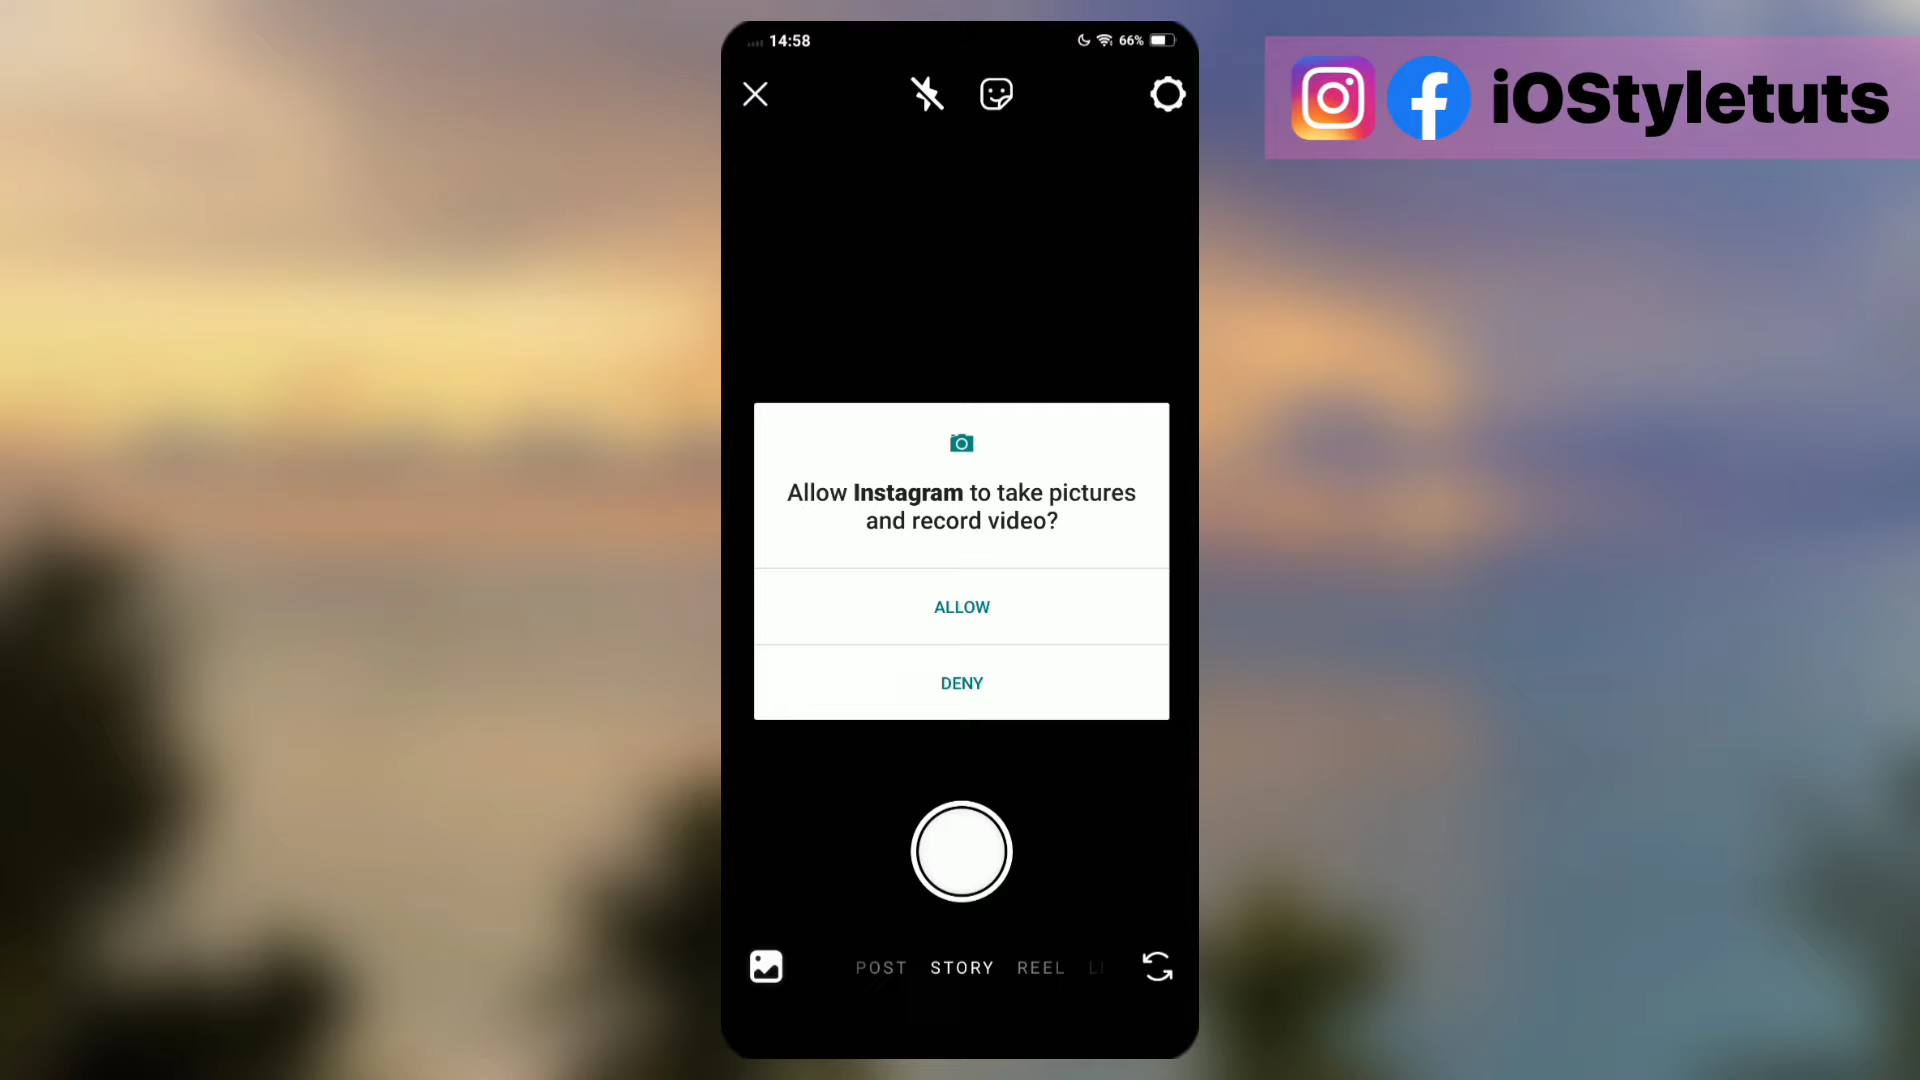 14:58
66%
iOStyletuts
Allow Instagram to take pictures
and record video?
ALLOW
DENY
POST STORY REEL